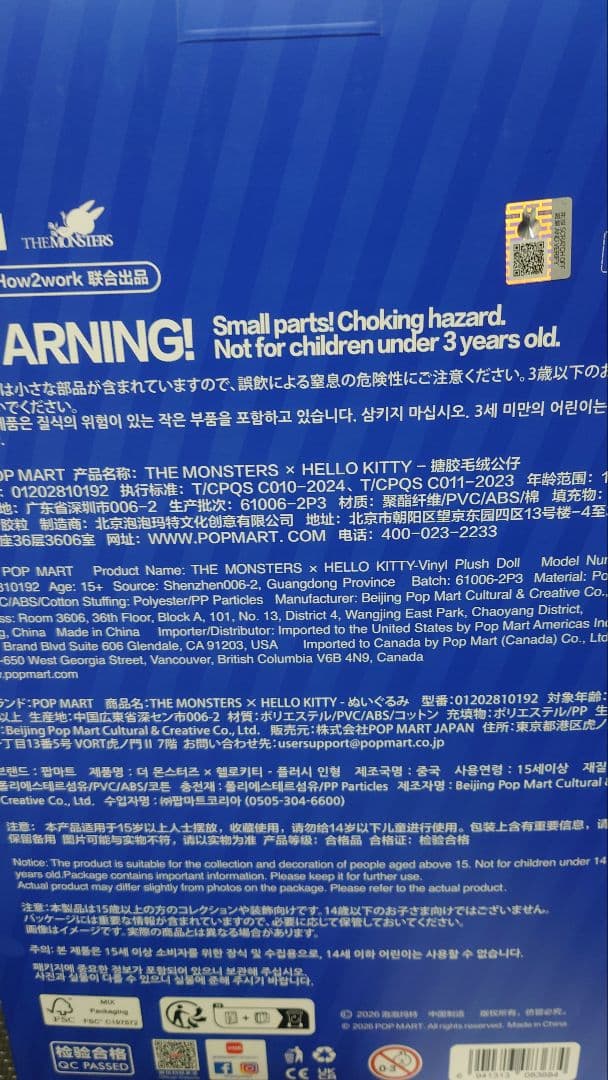 THE MONSTERS
How2work 联合出品
ARNING!
Small parts! Choking hazard.
Not for children under 3 years old.
は小さな部品が含まれていますので、誤飲による窒息の危険性にご注意ください。3歳以下のお
いでください。
제품은 질식의 위험이 있는 작은 부품을 포함하고 있습니다. 삼키지 마십시오. 3세 미만의 어린이는
OP MART 产品名称: THE MONSTERS × HELLO KITTY – 搪胶毛绒公仔
: 01202810192 执行标准: T/CPQS C010-2024、T/CPQS C011-2023 年龄范围: 1
地: 广东省深圳市006-2 生产批次: 61006-2P3 材质: 聚酯纤维/PVC/ABS/棉 填充物:
胶粒 制造商: 北京泡泡玛特文化创意有限公司 地址: 北京市朝阳区望京东园四区13号楼-4至
座36层3606室 网址: WWW.POPMART.COM 电话: 400-023-2233
POP MART Product Name: THE MONSTERS × HELLO KITTY-Vinyl Plush Doll Model Nu
810192 Age: 15+ Source: Shenzhen006-2, Guangdong Province Batch: 61006-2P3 Material: Po
C/ABS/Cotton Stuffing: Polyester/PP Particles Manufacturer: Beijing Pop Mart Cultural & Creative Co.,
ss: Room 3606, 36th Floor, Block A, 101, No. 13, District 4, Wangjing East Park, Chaoyang District,
g, China Made in China Importer/Distributor: Imported to the United States by Pop Mart Americas Inc
Brand Blvd Suite 606 Glendale, CA 91203, USA Imported to Canada by Pop Mart (Canada) Co., Ltd
-650 West Georgia Street, Vancouver, British Columbia V6B 4N9, Canada
.popmart.com
ンド:POP MART 商品名:THE MONSTERS × HELLO KITTY - ぬいぐるみ 型番:01202810192 対象年齢:
以上 生産地:中国広東省深セン市006-2 材質:ポリエステル/PVC/ABS/コットン 充填物:ポリエステル/PP 生
:Beijing Pop Mart Cultural & Creative Co., Ltd. 販売元:株式会社POP MART JAPAN 住所:東京都港区虎ノ
丁目13番5号 VORT虎ノ門II 7階 お問い合わせ先:usersupport@popmart.co.jp
브랜드 : 팝마트 제품명 : 더 몬스터즈 × 헬로키티 - 플러시 인형 제조국명 : 중국 사용연령 : 15세이상 재질
폴리에스테르섬유/PVC/ABS/코튼 충전재 : 폴리에스테르섬유/PP Particles 제조자명 : Beijing Pop Mart Cultural
Creative Co., Ltd. 수입자명 : ㈜팝마트코리아 (0505-304-6600)
注意: 本产品适用于15岁以上人士摆放，收藏使用，请勿给14岁以下儿童进行使用。包装上含有重要信息，请
保留备用 图片可能与实物不符，请以实物为准 产品等级: 合格品 合格证: 检验合格
Notice: The product is suitable for the collection and decoration of people aged above 15. Not for children under 14
years old.Package contains important information. Please keep it for further use.
Actual product may differ slightly from photos on the package. Please refer to the actual product.
注意:本製品は15歳以上の方のコレクションや装飾向けです。14歳以下のお子さま向けではございません。
パッケージには重要な情報が含まれていますので、必要に応じて保管しておいてください。
画像はイメージです。実際の商品とは異なる場合があります。
주의: 본 제품은 15세 이상 소비자를 위한 장식 및 수집용으로, 14세 이하 어린이는 사용할 수 없습니다.
패키지에 중요한 정보가 포함되어 있으니 보관해 주십시오.
사진과 실물이 다를 수 있으니 실물에 준해 주시기 바랍니다.
FSC
MIX
Packaging
FSC® C197872
© 2026 泡泡玛特 中国制造 版权所有，仿冒必究。
© 2026 POP MART. All rights reserved. Made in China
检验合格
QC PASSED
CE
0-3